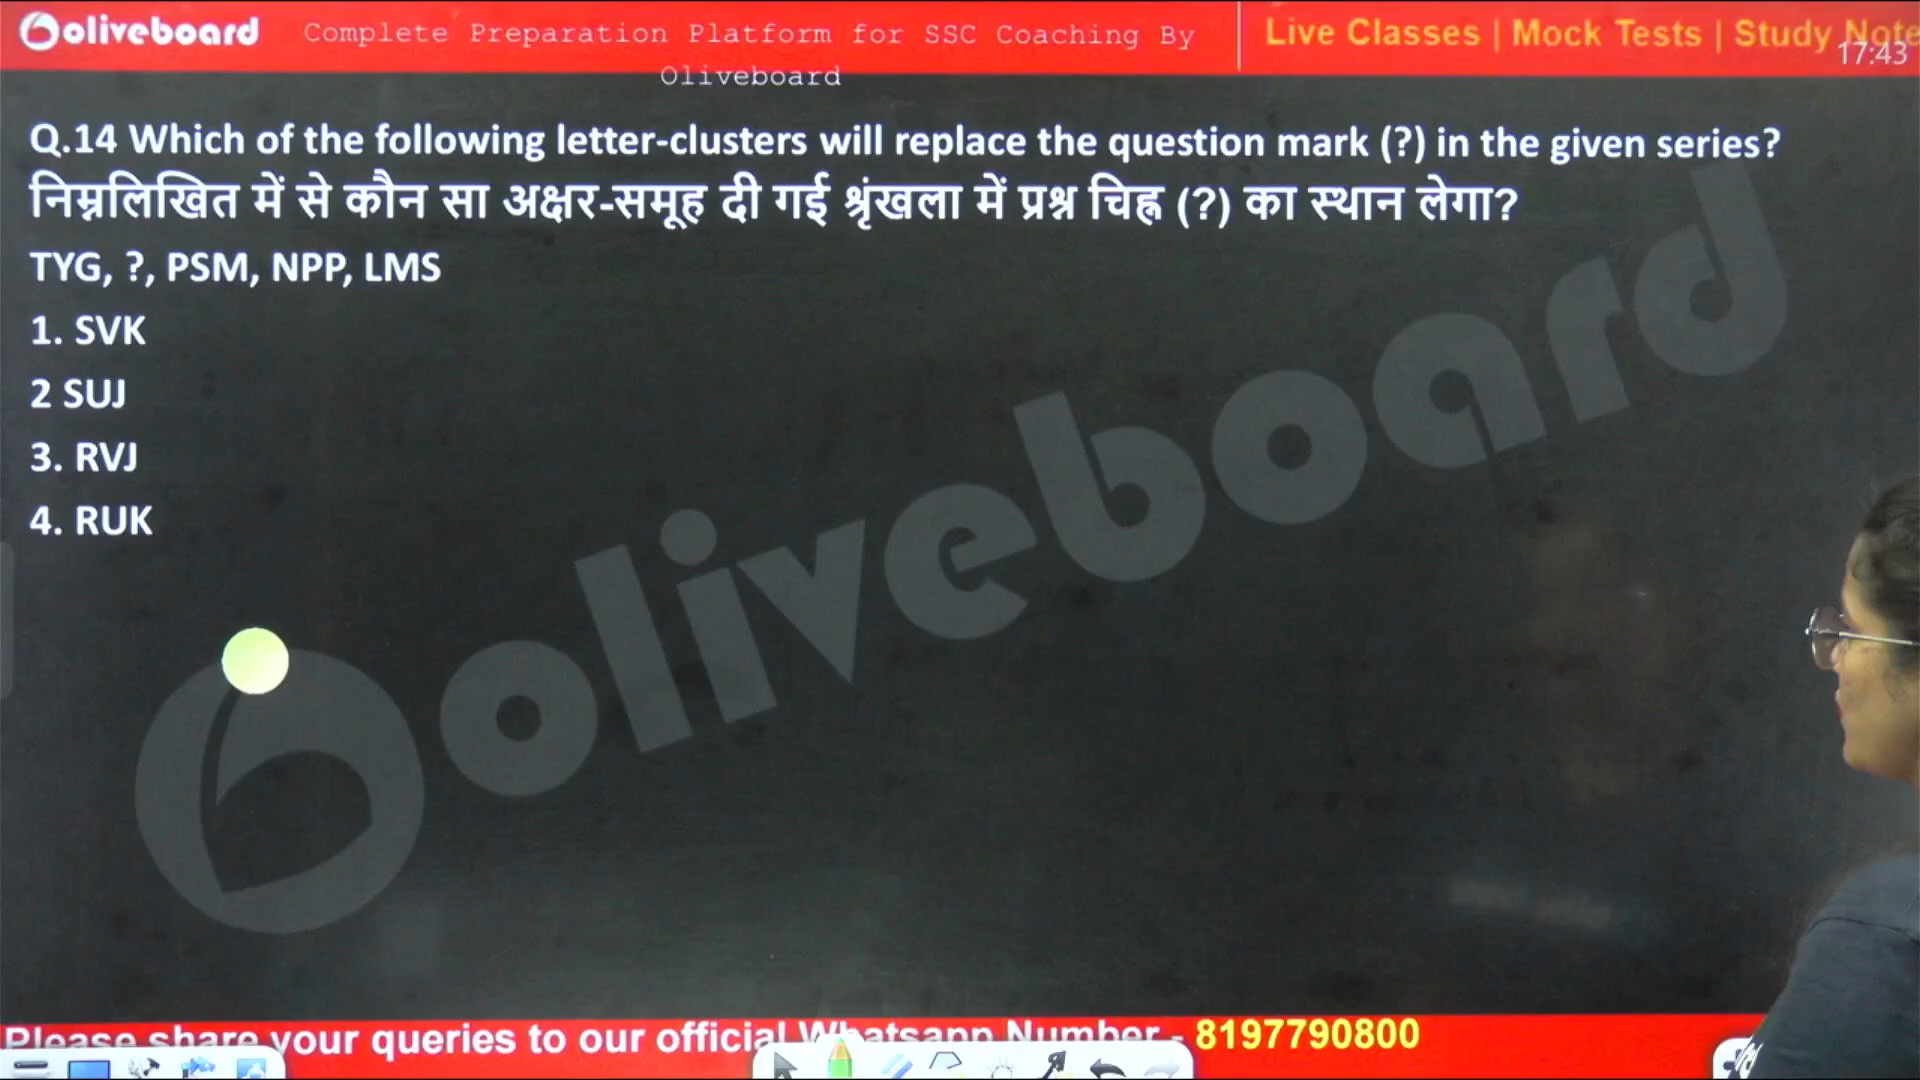 oliveboard
Complete Preparation Platform for SSC Coaching By
Oliveboard
Live Classes | Mock Tests | Study Note
17:43
Q.14 Which of the following letter-clusters will replace the question mark (?) in the given series?
निम्नलिखित में से कौन सा अक्षर-समूह दी गई श्रृंखला में प्रश्न चिह्न (?) का स्थान लेगा?
TYG, ?, PSM, NPP, LMS
1. SVK
2 SUJ
3. RVJ
4. RUK
oliveboard
Please share your queries to our official Whatsapp Number - 8197790800